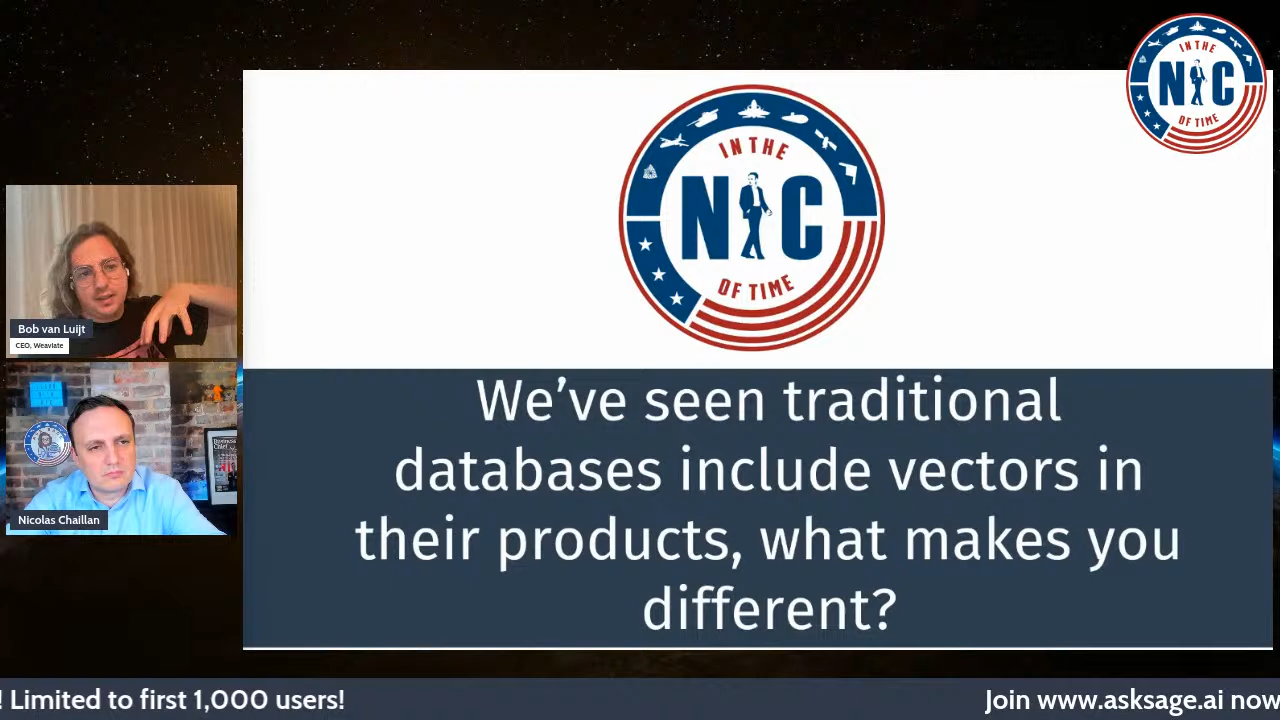 IN THE
NIC
OF TIME
IN THE
NIC
OF TIME
Bob van Luijt
CEO, Weaviate
Nicolas Chaillan
We've seen traditional
databases include vectors in
their products, what makes you
different?
! Limited to first 1,000 users!
Join www.asksage.ai now